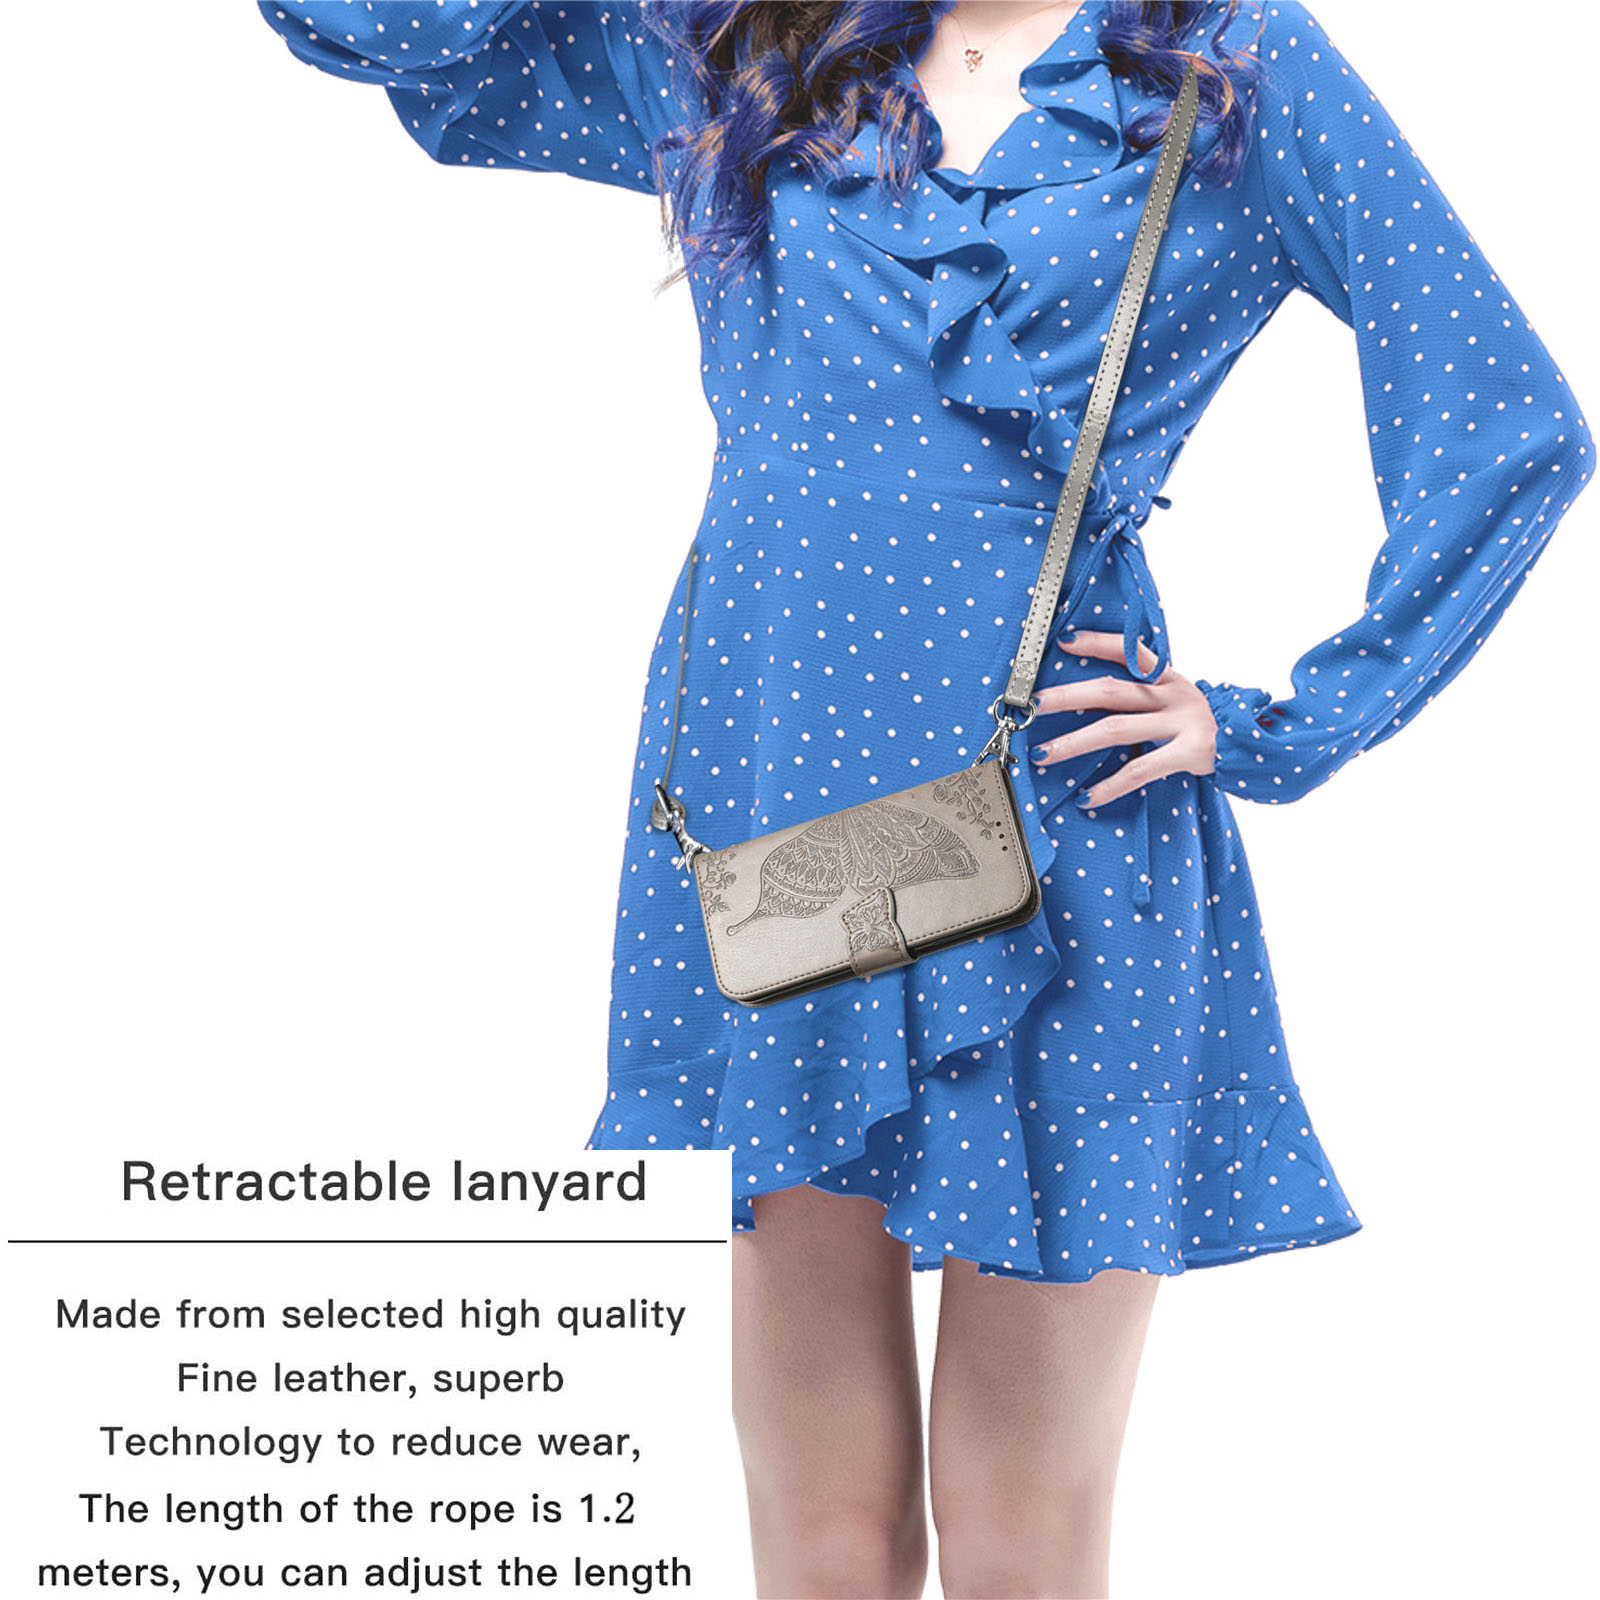 Retractable lanyard
Made from selected high quality
Fine leather, superb
Technology to reduce wear,
The length of the rope is 1.2
meters, you can adjust the length